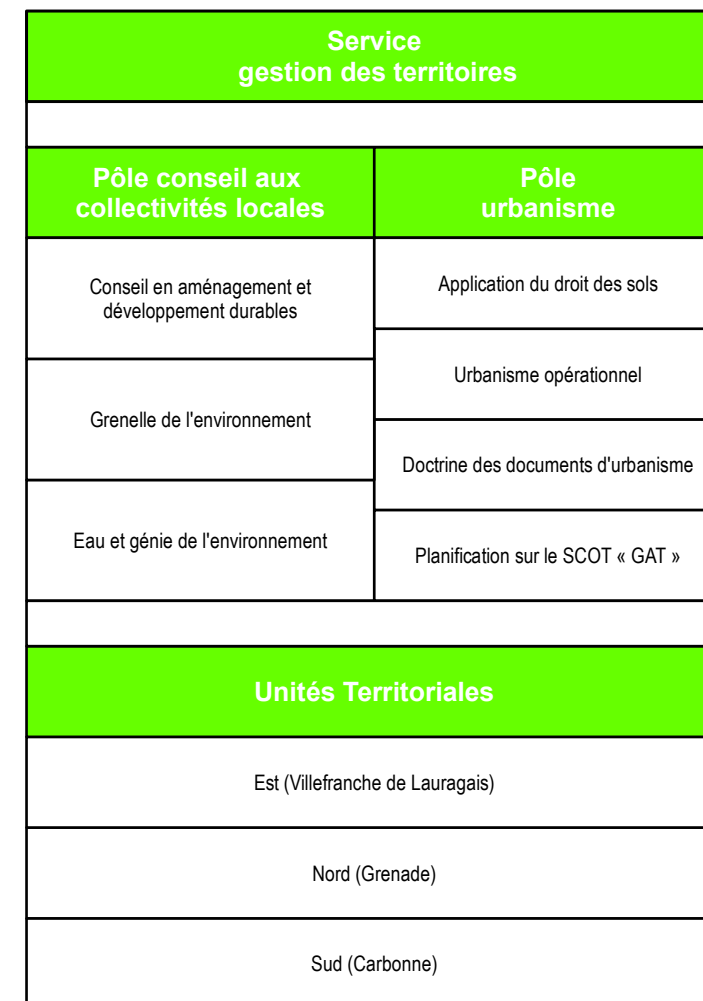 Service
gestion des territoires
Pôle conseil aux
collectivités locales
Pôle
urbanisme
Conseil en aménagement et
développement durables
Grenelle de l'environnement
Eau et génie de l'environnement
Application du droit des sols
Urbanisme opérationnel
Doctrine des documents d'urbanisme
Planification sur le SCOT « GAT »
Unités Territoriales
Est (Villefranche de Lauragais)
Nord (Grenade)
Sud (Carbonne)